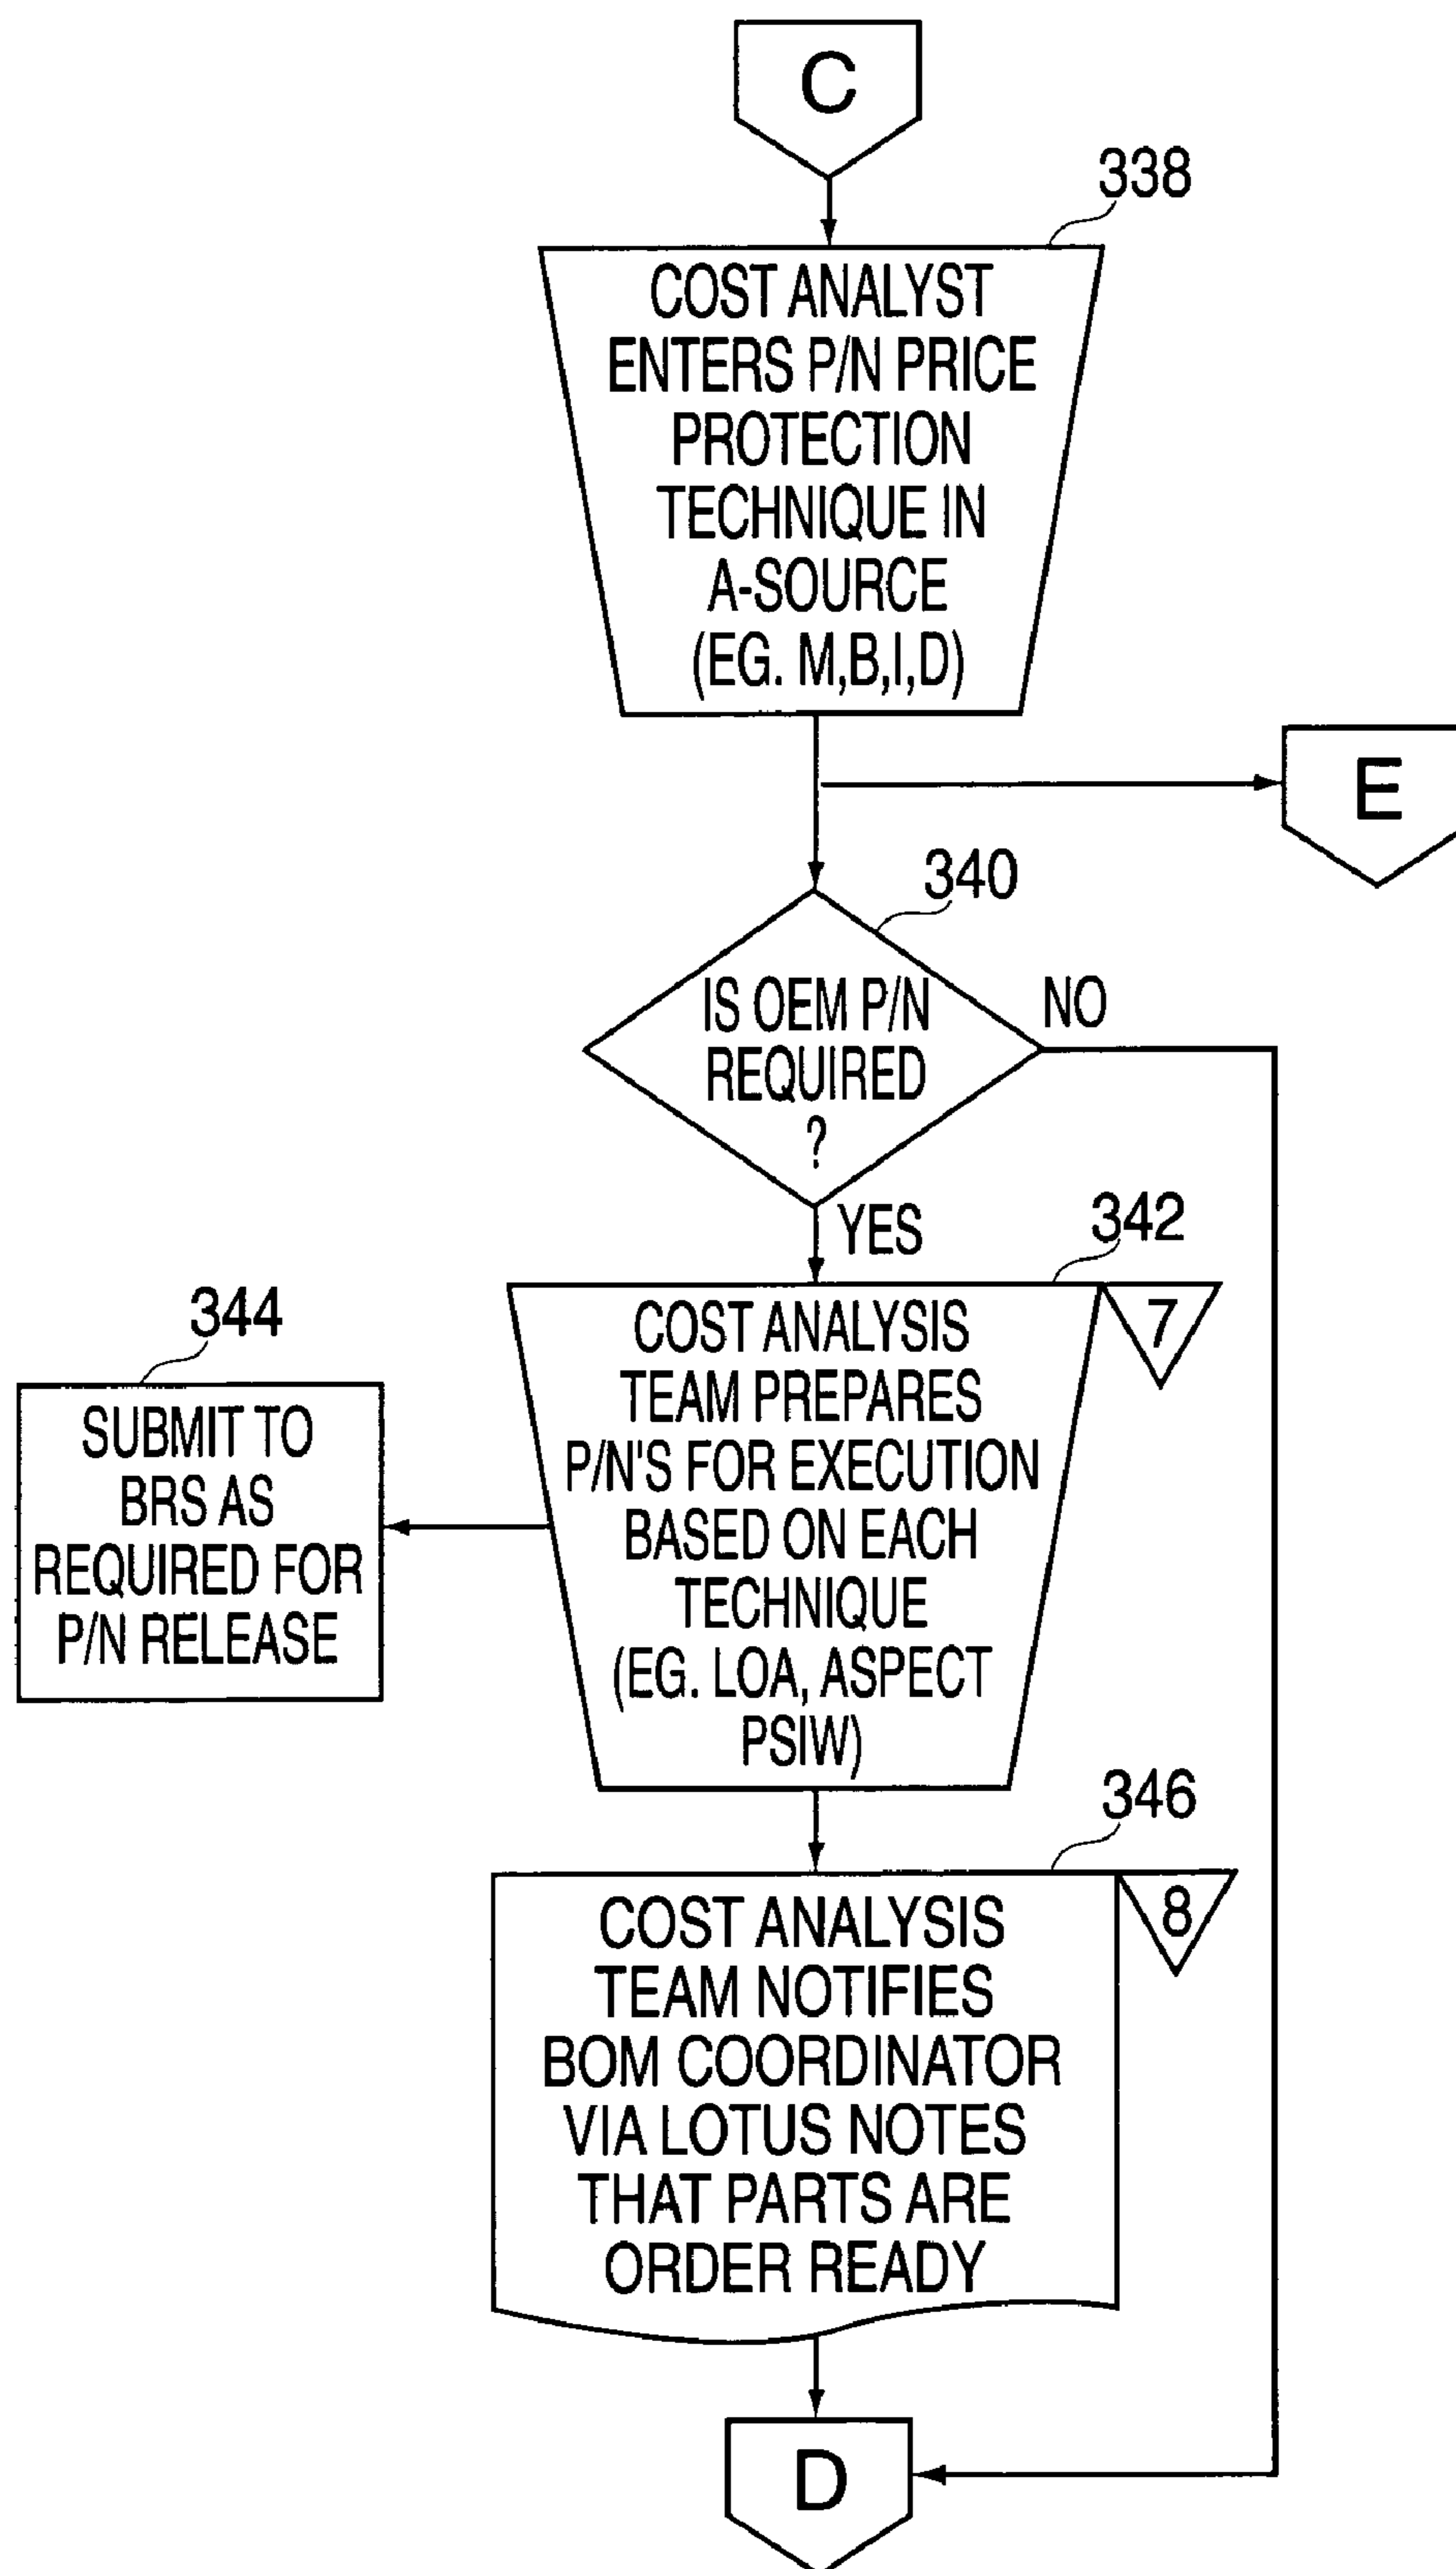 C
338
COST ANALYST
ENTERS P/N PRICE
PROTECTION
TECHNIQUE IN
A-SOURCE
(EG. M,B,I,D)
E
340
IS OEM P/N
REQUIRED
?
NO
YES
342
7
COST ANALYSIS
TEAM PREPARES
P/N'S FOR EXECUTION
BASED ON EACH
TECHNIQUE
(EG. LOA, ASPECT
PSIW)
344
SUBMIT TO
BRS AS
REQUIRED FOR
P/N RELEASE
346
8
COST ANALYSIS
TEAM NOTIFIES
BOM COORDINATOR
VIA LOTUS NOTES
THAT PARTS ARE
ORDER READY
D